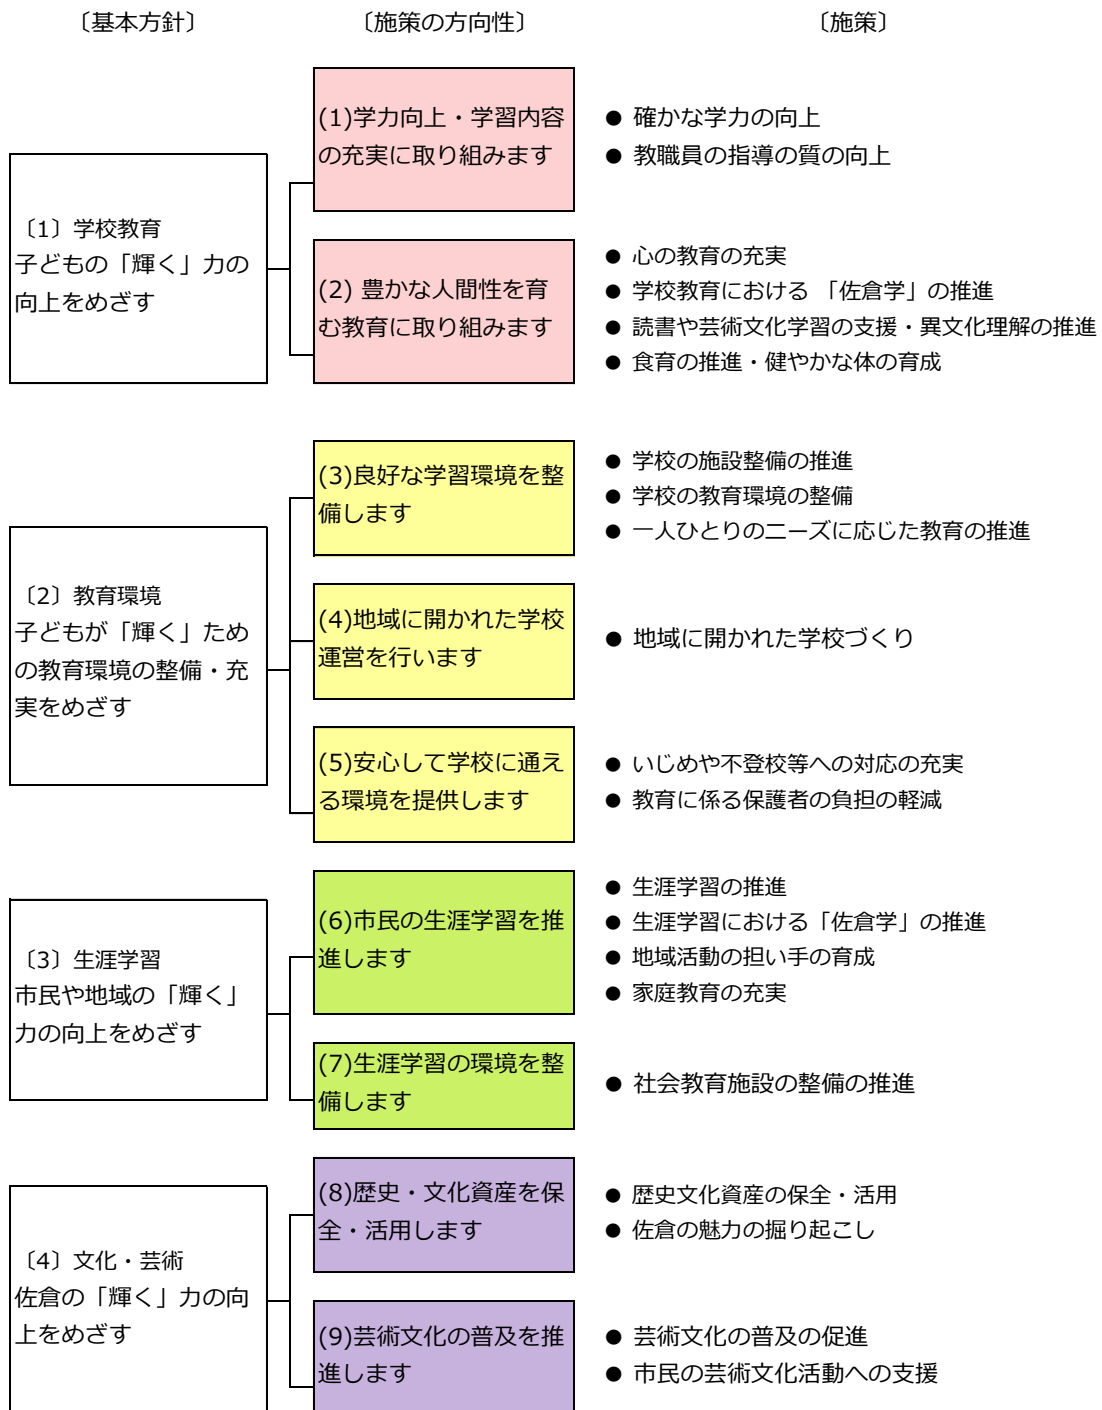 〔基本方針〕
〔施策の方向性〕
〔施策〕
〔1〕学校教育
子どもの「輝く」力の
向上をめざす
(1)学力向上・学習内容
の充実に取り組みます
● 確かな学力の向上
● 教職員の指導の質の向上
(2) 豊かな人間性を育
む教育に取り組みます
● 心の教育の充実
● 学校教育における 「佐倉学」の推進
● 読書や芸術文化学習の支援・異文化理解の推進
● 食育の推進・健やかな体の育成
〔2〕教育環境
子どもが「輝く」ため
の教育環境の整備・充
実をめざす
(3)良好な学習環境を整
備します
● 学校の施設整備の推進
● 学校の教育環境の整備
● 一人ひとりのニーズに応じた教育の推進
(4)地域に開かれた学校
運営を行います
● 地域に開かれた学校づくり
(5)安心して学校に通え
る環境を提供します
● いじめや不登校等への対応の充実
● 教育に係る保護者の負担の軽減
〔3〕生涯学習
市民や地域の「輝く」
力の向上をめざす
(6)市民の生涯学習を推
進します
● 生涯学習の推進
● 生涯学習における「佐倉学」の推進
● 地域活動の担い手の育成
● 家庭教育の充実
(7)生涯学習の環境を整
備します
● 社会教育施設の整備の推進
〔4〕文化・芸術
佐倉の「輝く」力の向
上をめざす
(8)歴史・文化資産を保
全・活用します
● 歴史文化資産の保全・活用
● 佐倉の魅力の掘り起こし
(9)芸術文化の普及を推
進します
● 芸術文化の普及の促進
● 市民の芸術文化活動への支援